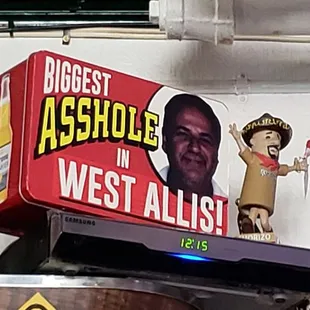 BIGGEST
ASSHOLE
IN
WEST ALLIS!
SAMSUNG
12:15